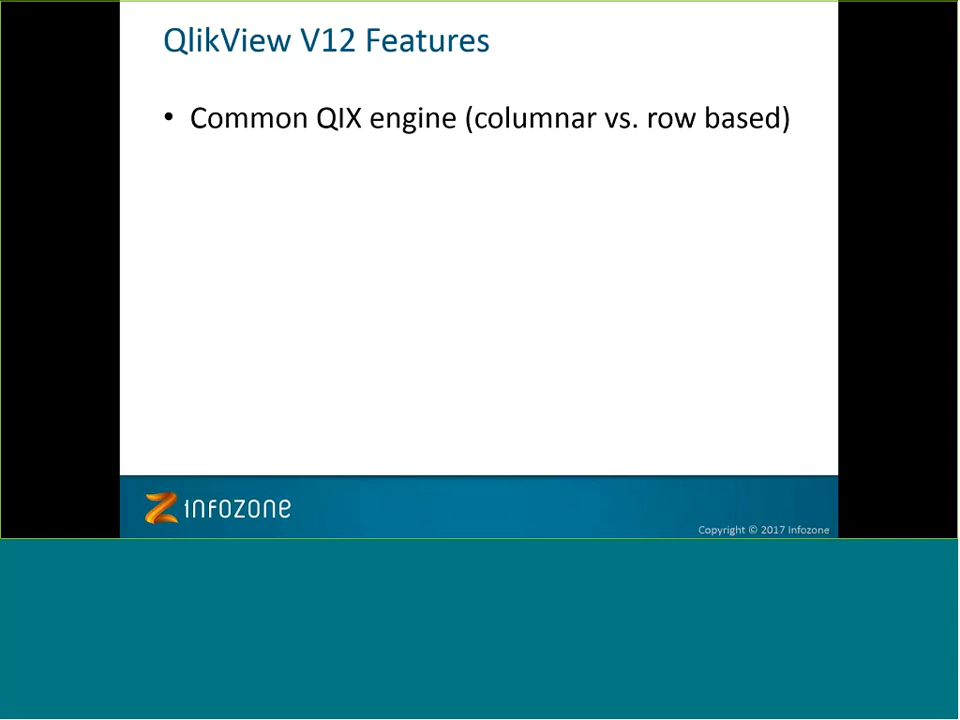 QlikView V12 Features
• Common QIX engine (columnar vs. row based)
infozone
Copyright © 2017 Infozone